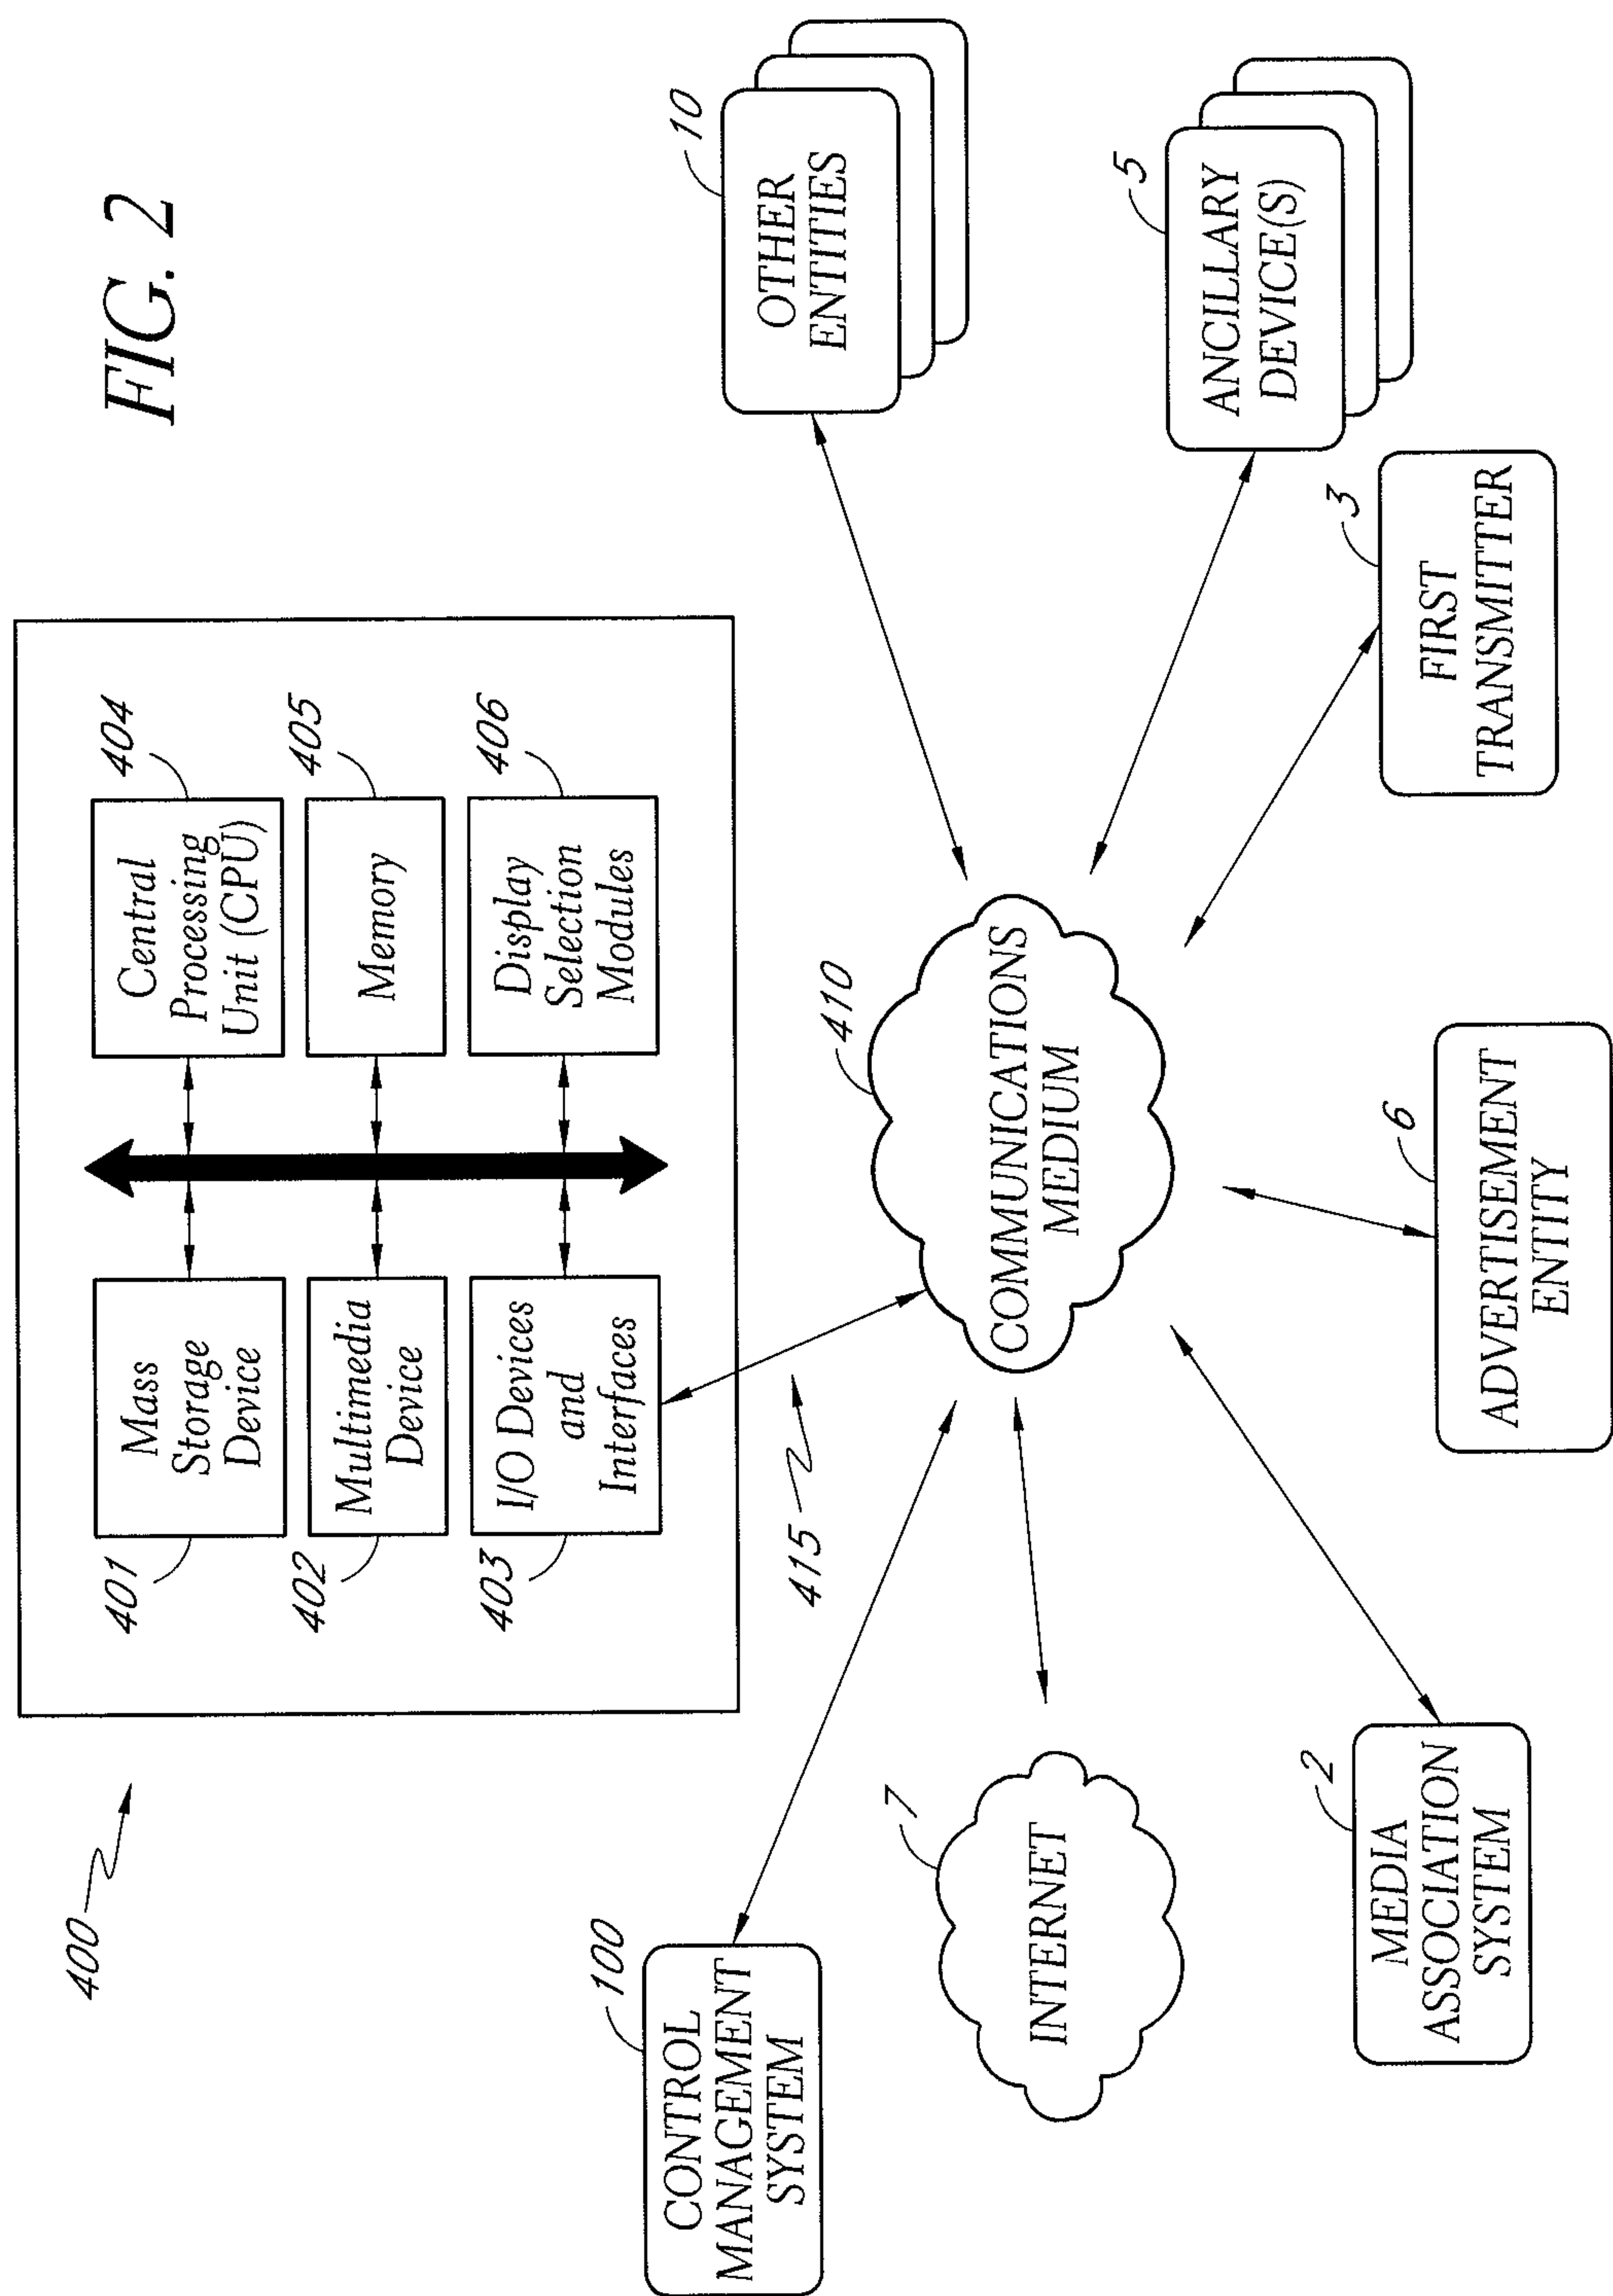 FIG. 2
400
401
Mass
Storage
Device
402
Multimedia
Device
403
I/O Devices
and
Interfaces
Central
Processing
Unit (CPU)
404
Memory
405
Display
Selection
Modules
406
415
410
COMMUNICATIONS
MEDIUM
100
CONTROL
MANAGEMENT
SYSTEM
7
INTERNET
2
MEDIA
ASSOCIATION
SYSTEM
6
ADVERTISEMENT
ENTITY
3
FIRST
TRANSMITTER
5
ANCILLARY
DEVICE(S)
10
OTHER
ENTITIES